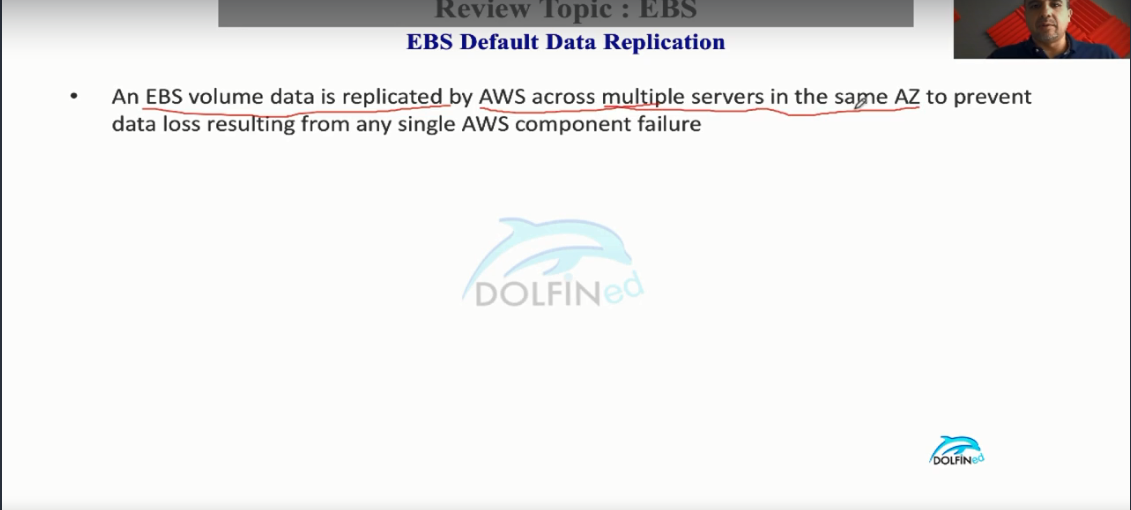 Review Topic : EBS
EBS Default Data Replication
• An EBS volume data is replicated by AWS across multiple servers in the same AZ to prevent
data loss resulting from any single AWS component failure
DOLFINed
DOLFINed